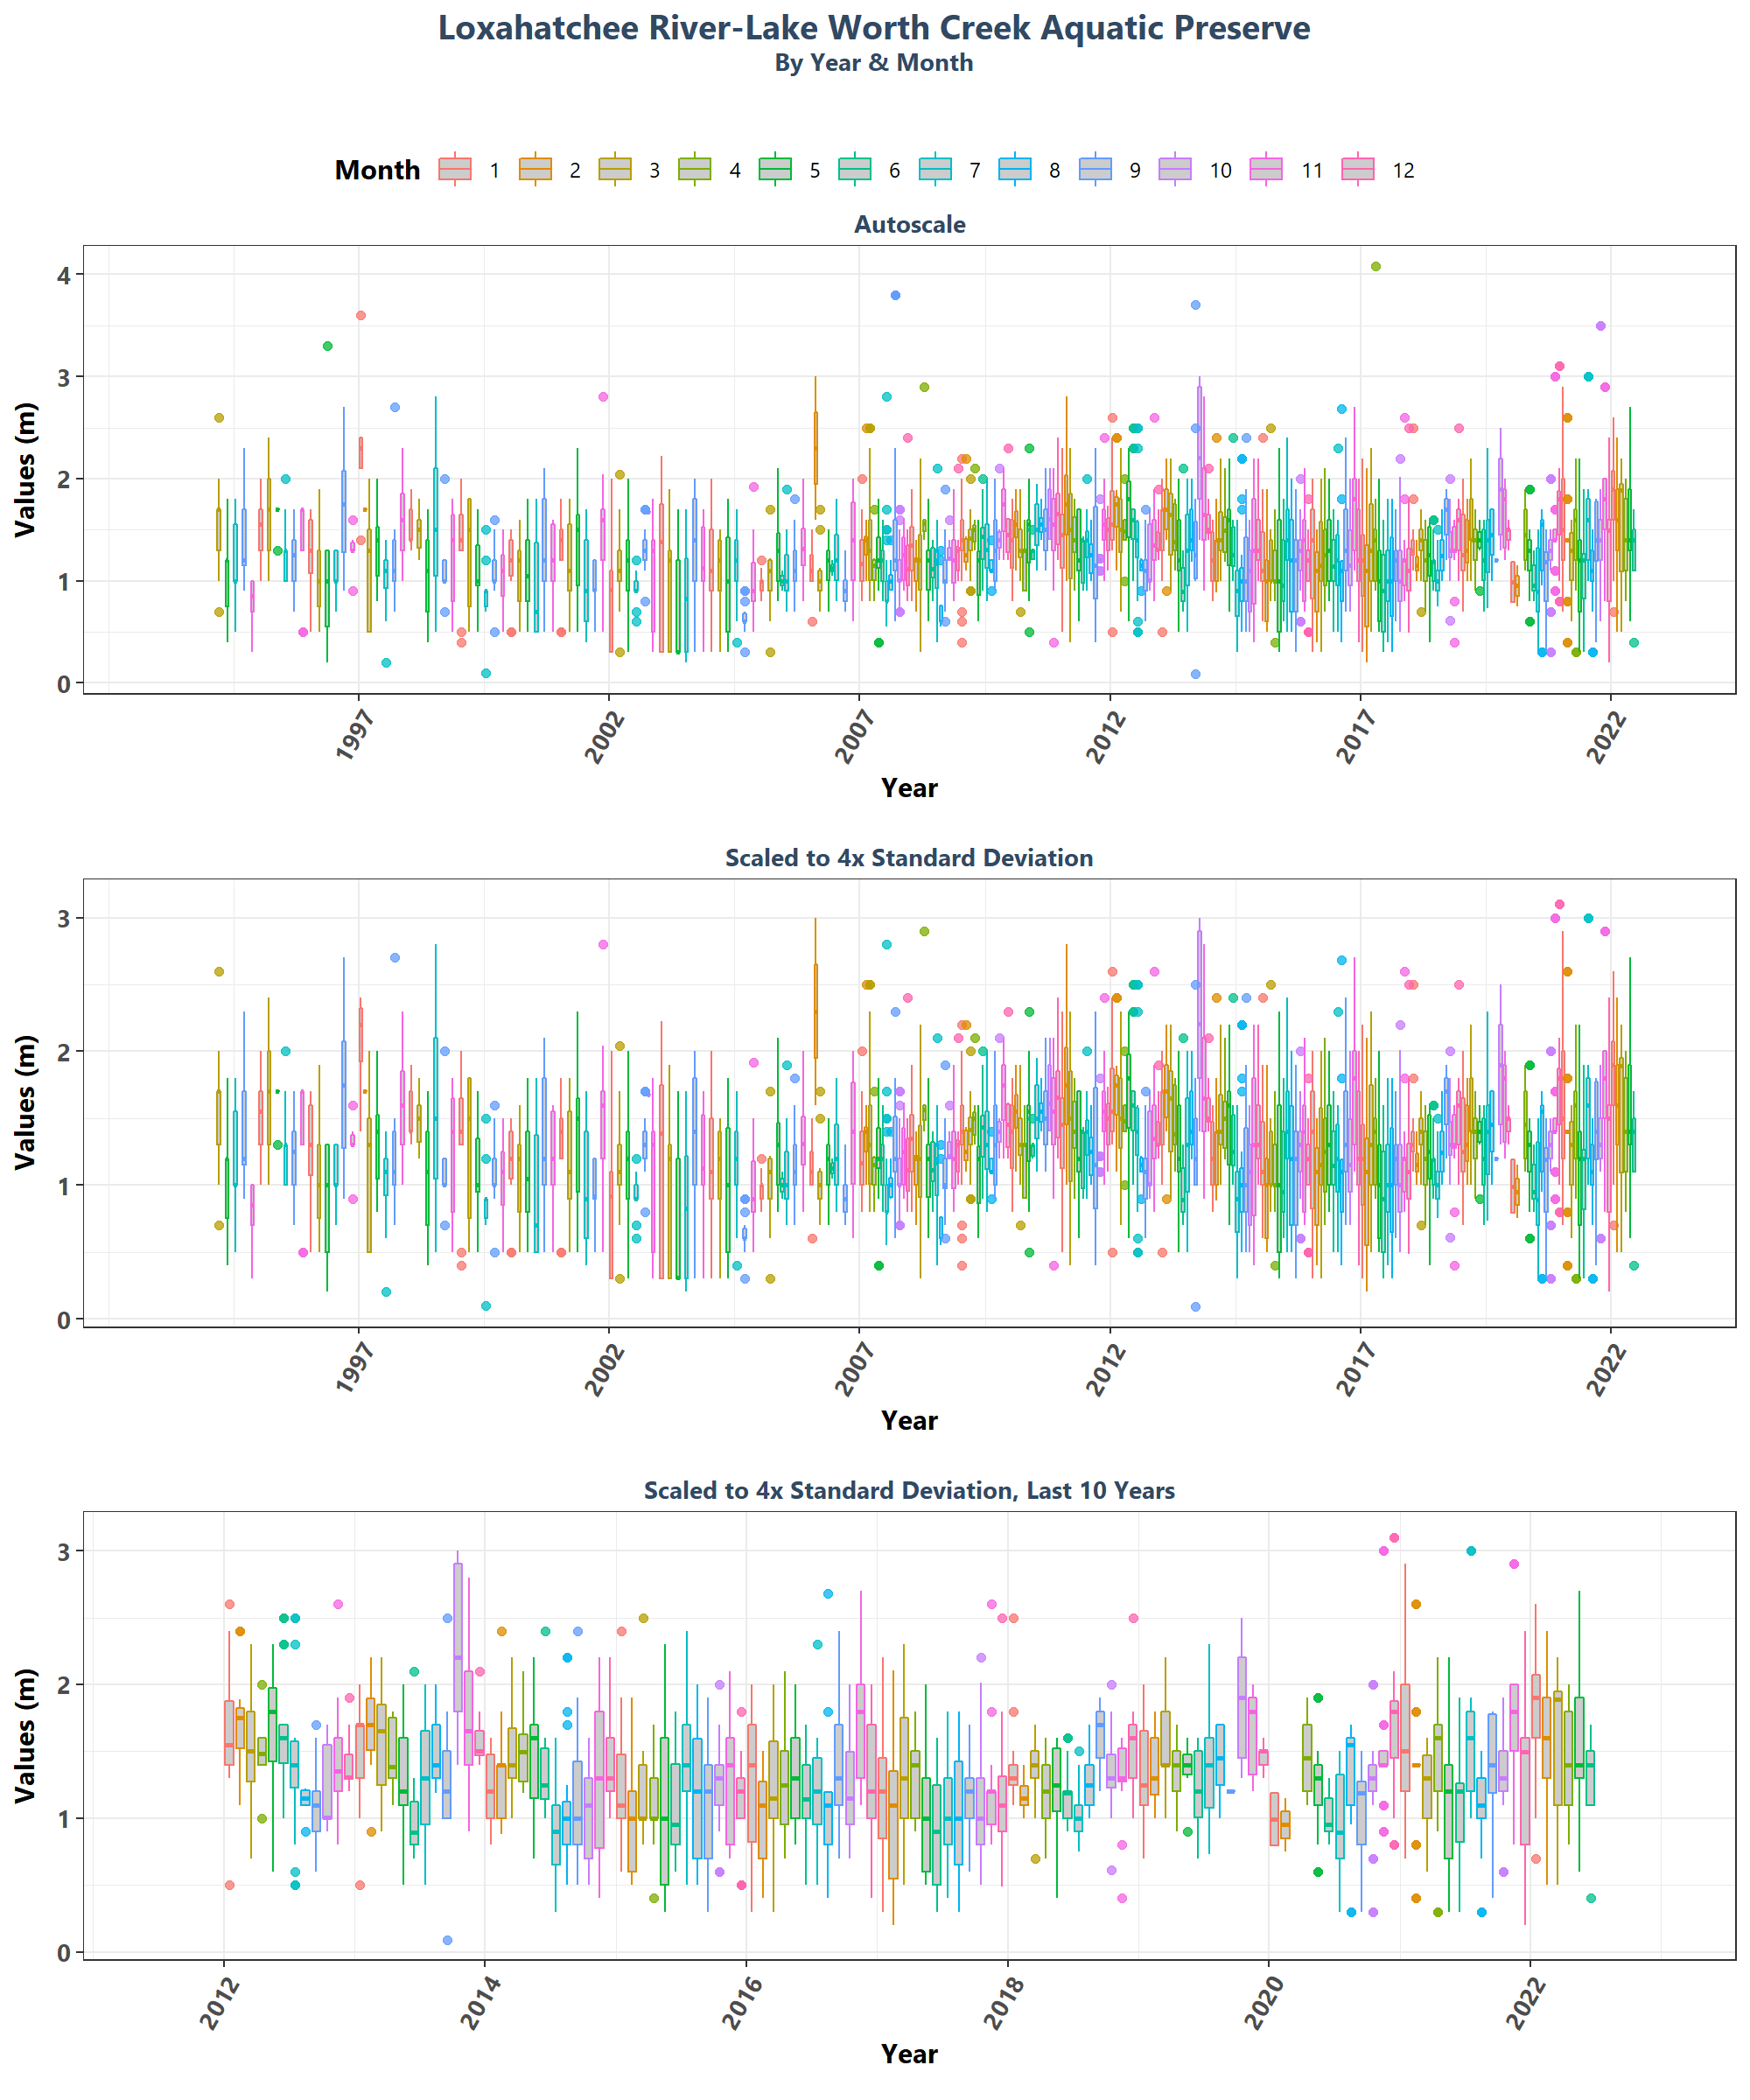 Loxahatchee River-Lake Worth Creek Aquatic Preserve
By Year & Month
Month 1 2 3 4 5 6 7 8 9 10 11 12
Autoscale
Values (m)
4
3
2
1
0
1997 2002 2007 2012 2017 2022
Year
Scaled to 4x Standard Deviation
Values (m)
3
2
1
0
1997 2002 2007 2012 2017 2022
Year
Scaled to 4x Standard Deviation, Last 10 Years
Values (m)
3
2
1
0
2012 2014 2016 2018 2020 2022
Year